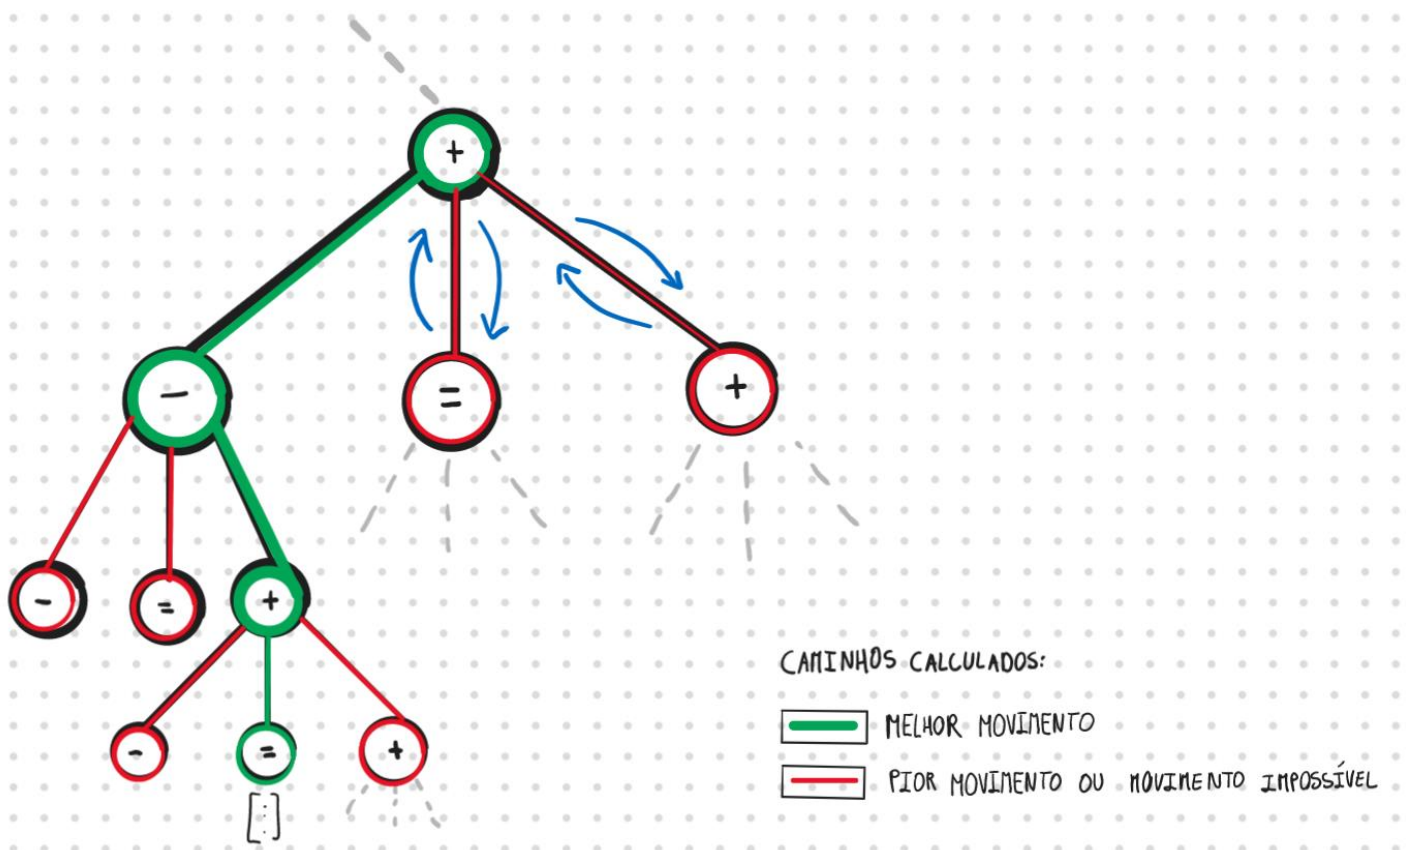 +
- = +
- = +
- = +
[:]
CAMINHOS CALCULADOS:
MELHOR MOVIMENTO
PIOR MOVIMENTO OU MOVIMENTO IMPOSSÍVEL